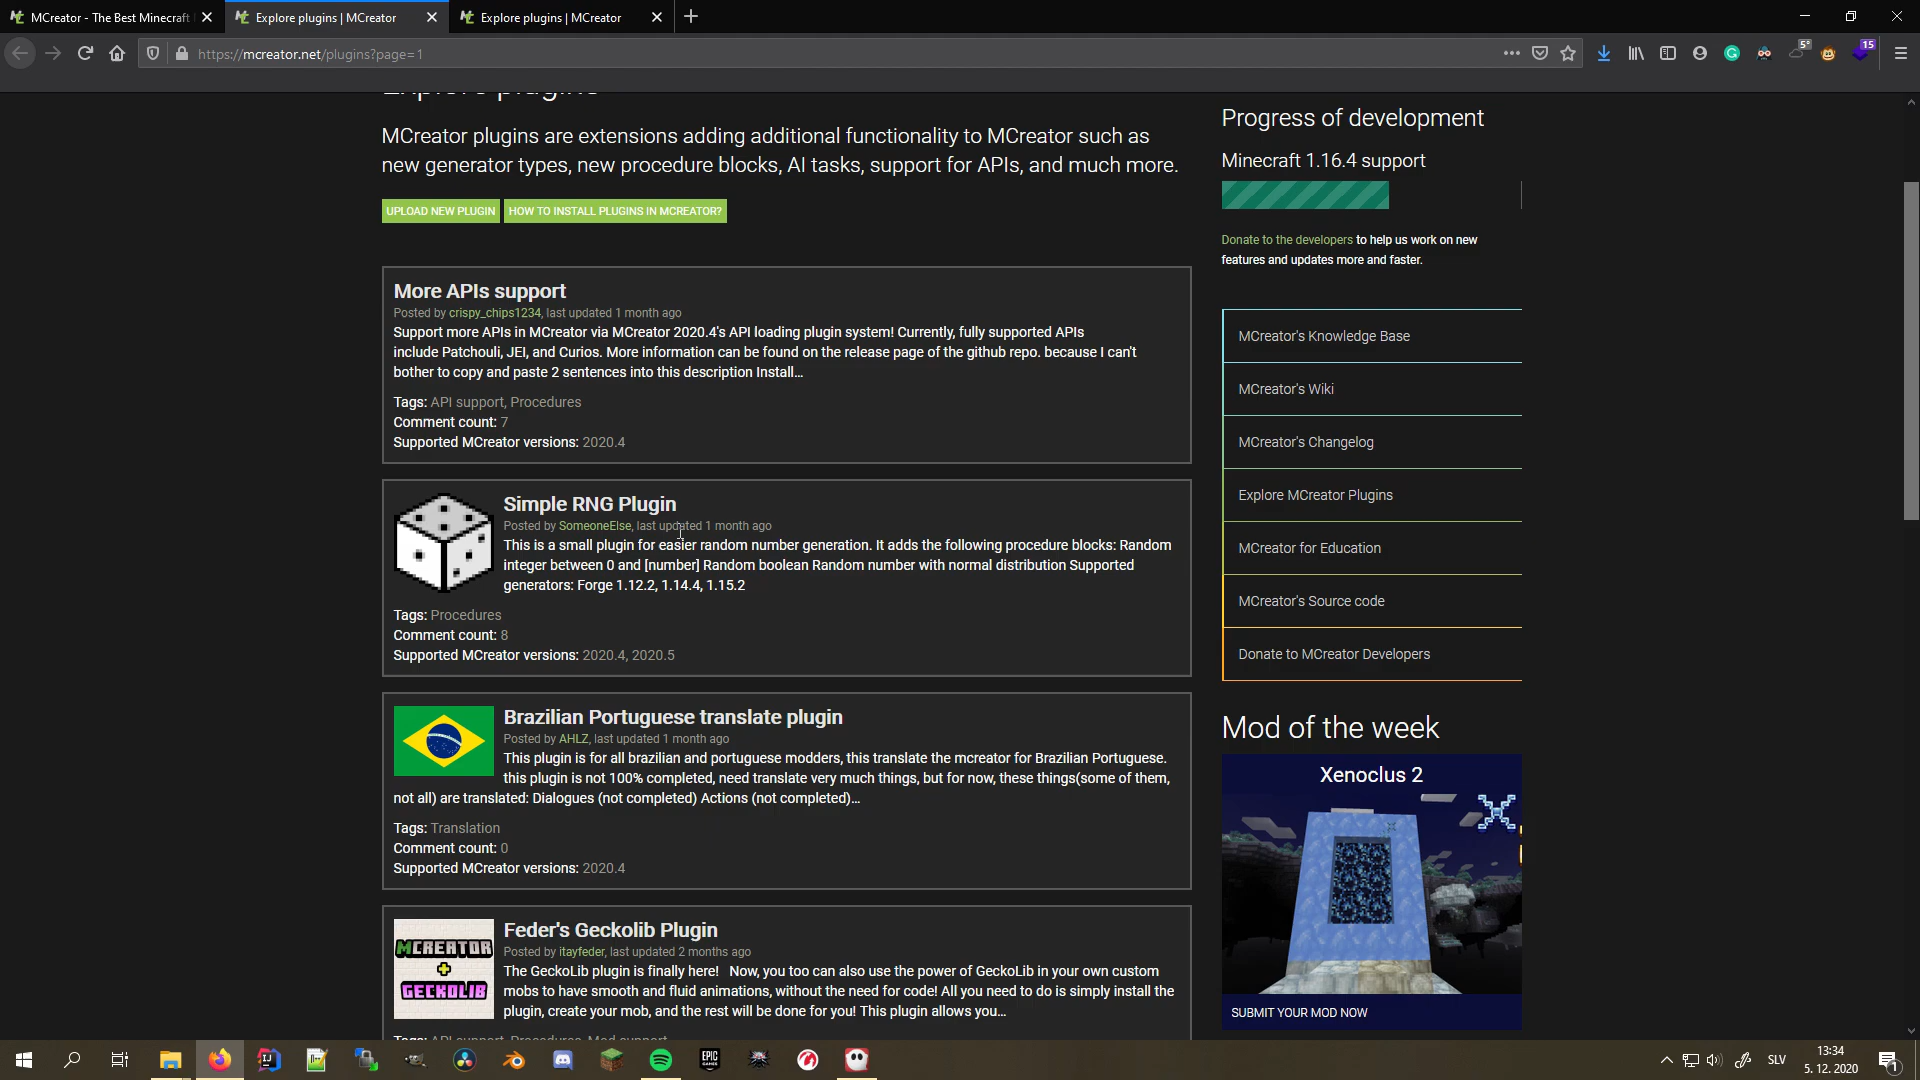 MCreator - The Best Minecraft
Explore plugins | MCreator
Explore plugins | MCreator
https://mcreator.net/plugins?page=1
5°
15
Explore plugins
MCreator plugins are extensions adding additional functionality to MCreator such as
new generator types, new procedure blocks, AI tasks, support for APIs, and much more.
UPLOAD NEW PLUGIN
HOW TO INSTALL PLUGINS IN MCREATOR?
More APIs support
Posted by crispy_chips1234, last updated 1 month ago
Support more APIs in MCreator via MCreator 2020.4's API loading plugin system! Currently, fully supported APIs
include Patchouli, JEI, and Curios. More information can be found on the release page of the github repo. because I can't
bother to copy and paste 2 sentences into this description Install...
Tags: API support, Procedures
Comment count: 7
Supported MCreator versions: 2020.4
Simple RNG Plugin
Posted by SomeoneElse, last updated 1 month ago
This is a small plugin for easier random number generation. It adds the following procedure blocks: Random
integer between 0 and [number] Random boolean Random number with normal distribution Supported
generators: Forge 1.12.2, 1.14.4, 1.15.2
Tags: Procedures
Comment count: 8
Supported MCreator versions: 2020.4, 2020.5
Brazilian Portuguese translate plugin
Posted by AHLZ, last updated 1 month ago
This plugin is for all brazilian and portuguese modders, this translate the mcreator for Brazilian Portuguese.
this plugin is not 100% completed, need translate very much things, but for now, these things(some of them,
not all) are translated: Dialogues (not completed) Actions (not completed)...
Tags: Translation
Comment count: 0
Supported MCreator versions: 2020.4
MCREATOR
GECKOLIB
Feder's Geckolib Plugin
Posted by itayfeder, last updated 2 months ago
The GeckoLib plugin is finally here! Now, you too can also use the power of GeckoLib in your own custom
mobs to have smooth and fluid animations, without the need for code! All you need to do is simply install the
plugin, create your mob, and the rest will be done for you! This plugin allows you...
Tags: API support, Procedures, Mod support
Progress of development
Minecraft 1.16.4 support
Donate to the developers to help us work on new
features and updates more and faster.
MCreator's Knowledge Base
MCreator's Wiki
MCreator's Changelog
Explore MCreator Plugins
MCreator for Education
MCreator's Source code
Donate to MCreator Developers
Mod of the week
Xenoclus 2
SUBMIT YOUR MOD NOW
EPIC
GAMES
SLV
13:34
5. 12. 2020
1